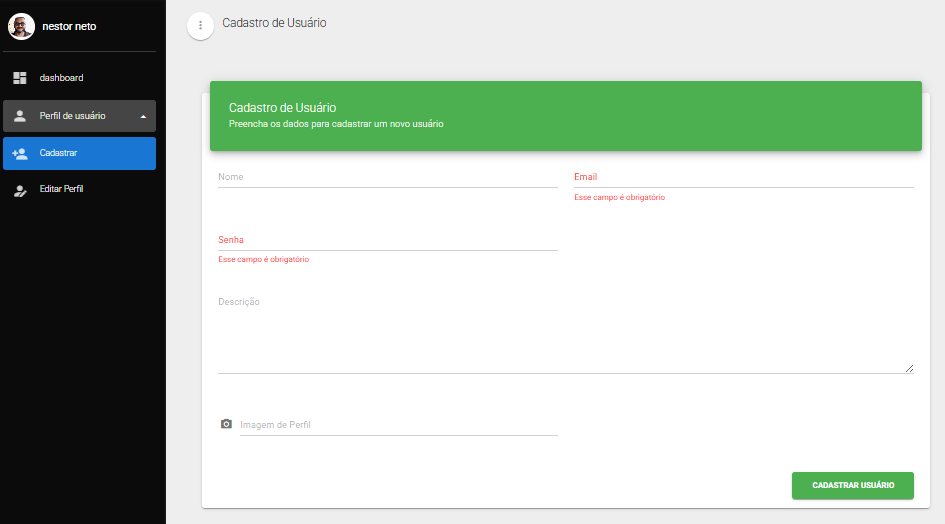 nestor neto
dashboard
Perfil de usuário
Cadastrar
Editar Perfil
Cadastro de Usuário
Cadastro de Usuário
Preencha os dados para cadastrar um novo usuário
Nome
Email
Esse campo é obrigatório
Senha
Esse campo é obrigatório
Descrição
Imagem de Perfil
CADASTRAR USUÁRIO